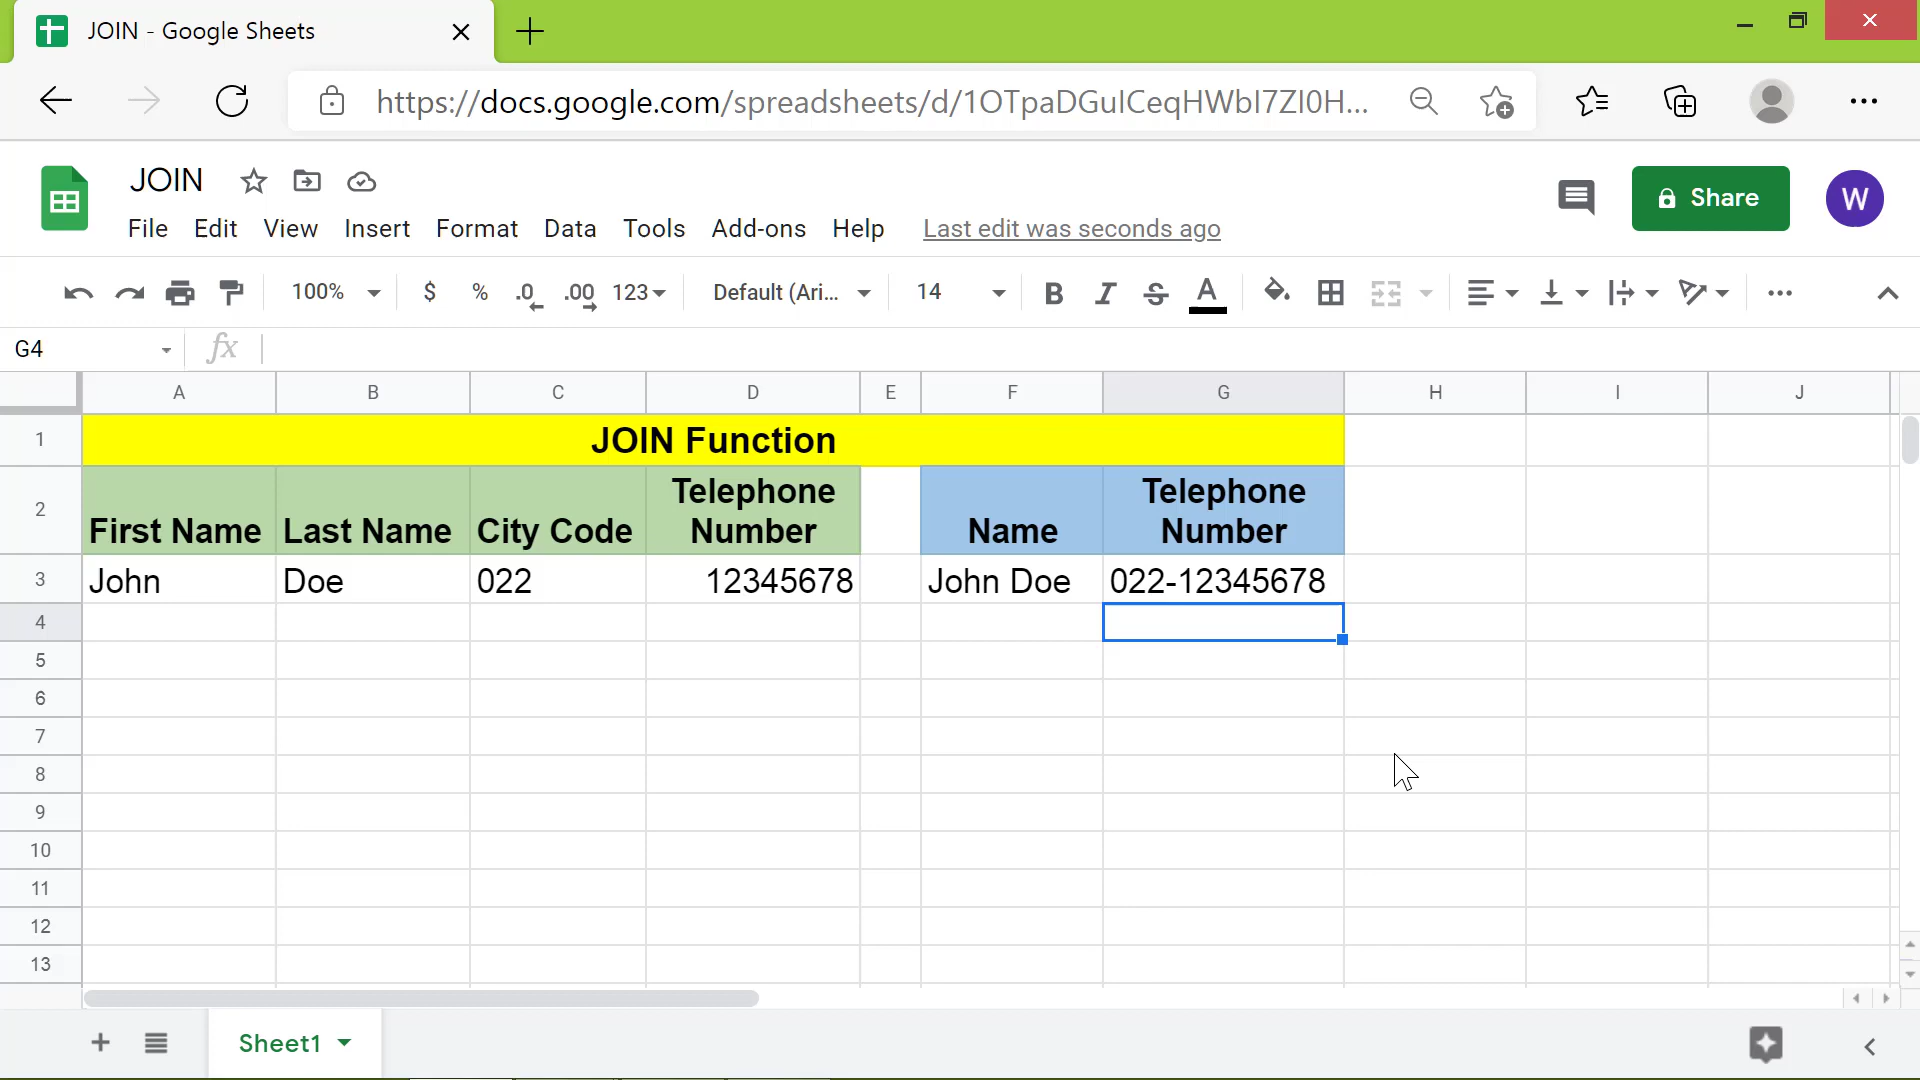 JOIN - Google Sheets
https://docs.google.com/spreadsheets/d/1OTpaDGuICeqHWbI7ZI0H...
JOIN
File Edit View Insert Format Data Tools Add-ons Help Last edit was seconds ago
Share
W
100% $ % .0 .00 123 Default (Ari... 14 B I S A
G4 fx
A B C D E F G H I J
1 JOIN Function
2 First Name Last Name City Code Telephone Number Name Telephone Number
3 John Doe 022 12345678 John Doe 022-12345678
4
5
6
7
8
9
10
11
12
13
Sheet1